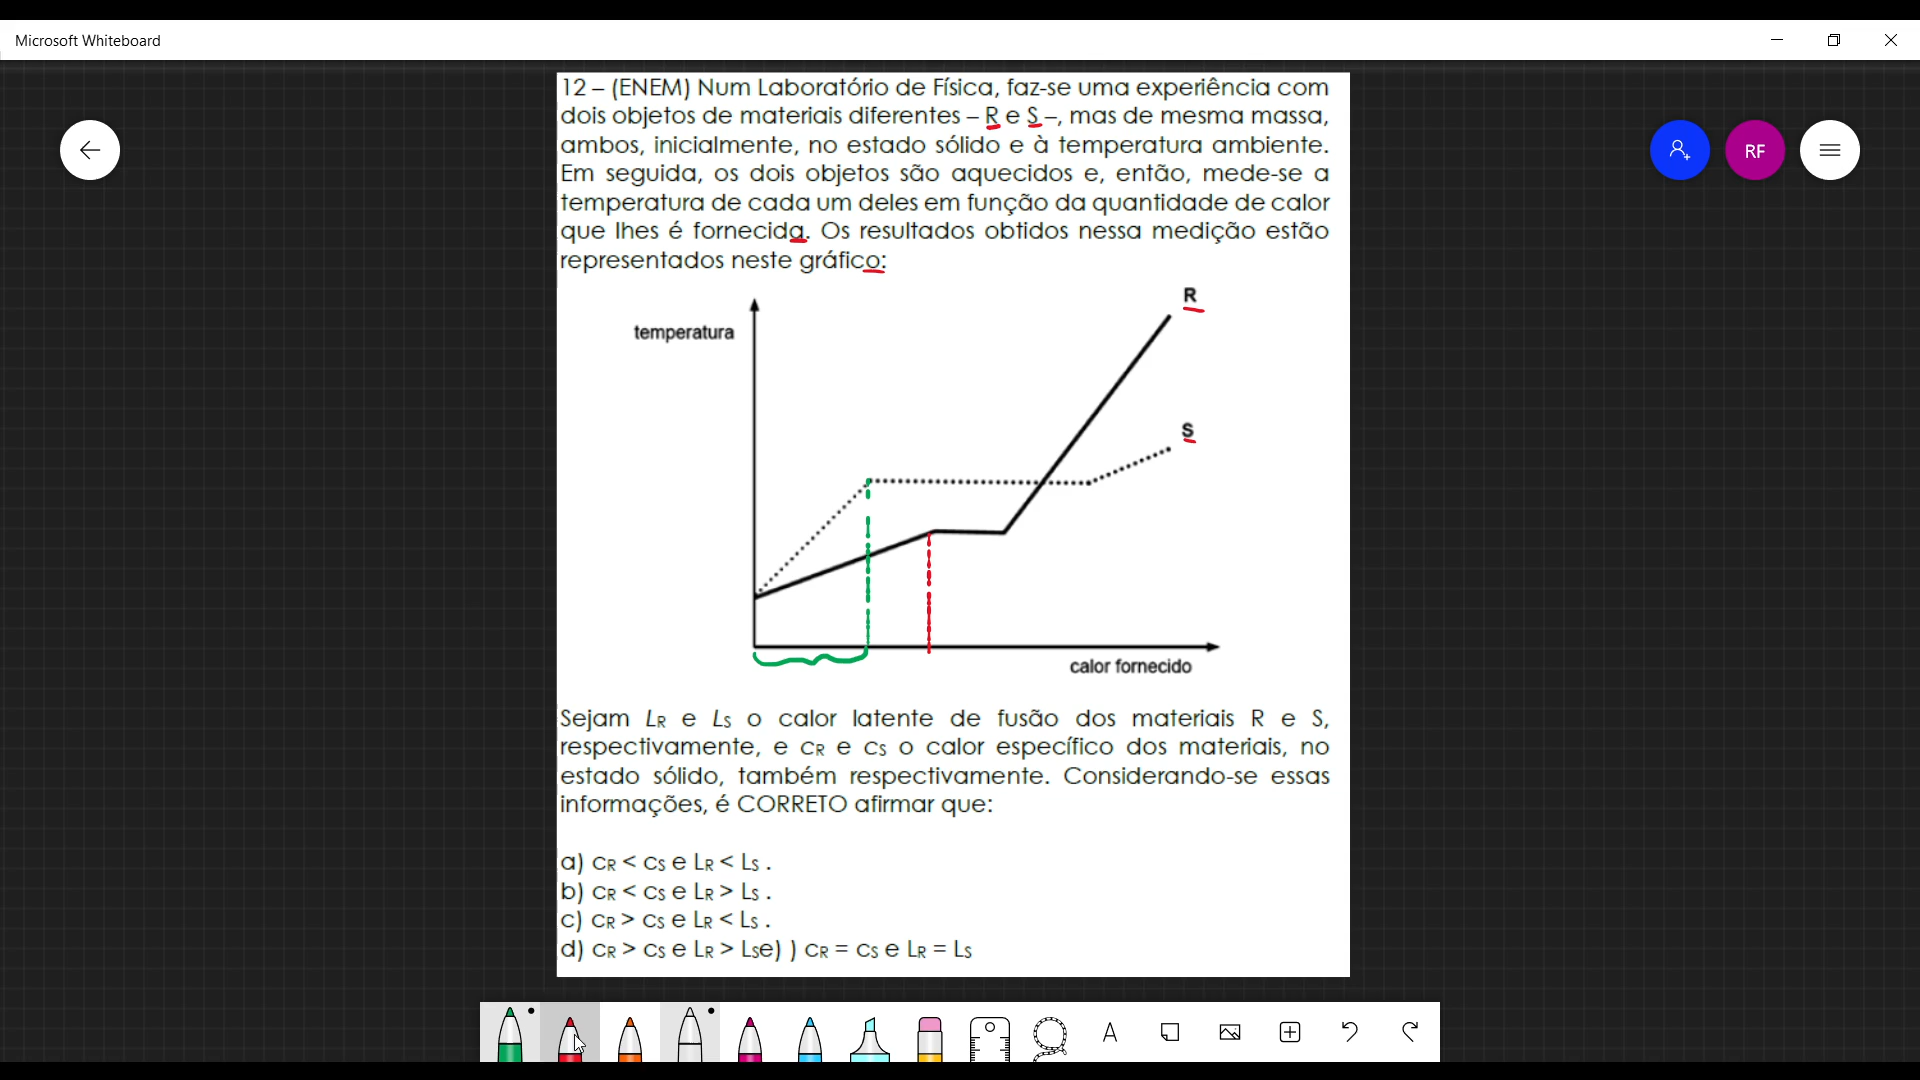 Microsoft Whiteboard
12 – (ENEM) Num Laboratório de Física, faz-se uma experiência com
dois objetos de materiais diferentes – R e S –, mas de mesma massa,
ambos, inicialmente, no estado sólido e à temperatura ambiente.
Em seguida, os dois objetos são aquecidos e, então, mede-se a
temperatura de cada um deles em função da quantidade de calor
que lhes é fornecida. Os resultados obtidos nessa medição estão
representados neste gráfico:
RF
R
temperatura
S
calor fornecido
Sejam LR e LS o calor latente de fusão dos materiais R e S,
respectivamente, e cR e cS o calor específico dos materiais, no
estado sólido, também respectivamente. Considerando-se essas
informações, é CORRETO afirmar que:
a) cR < cS e LR < LS .
b) cR < cS e LR > LS .
c) cR > cS e LR < LS .
d) cR > cS e LR > LSe) ) cR = cS e LR = LS
A